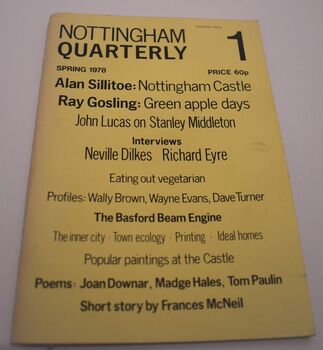 NOTTINGHAM
QUARTERLY
1
SPRING 1978
PRICE 60p
Alan Sillitoe: Nottingham Castle
Ray Gosling: Green apple days
John Lucas on Stanley Middleton
Interviews
Neville Dilkes Richard Eyre
Eating out vegetarian
Profiles: Wally Brown, Wayne Evans, Dave Turner
The Basford Beam Engine
The inner city · Town ecology · Printing · Ideal homes
Popular paintings at the Castle
Poems: Joan Downar, Madge Hales, Tom Paulin
Short story by Frances McNeil